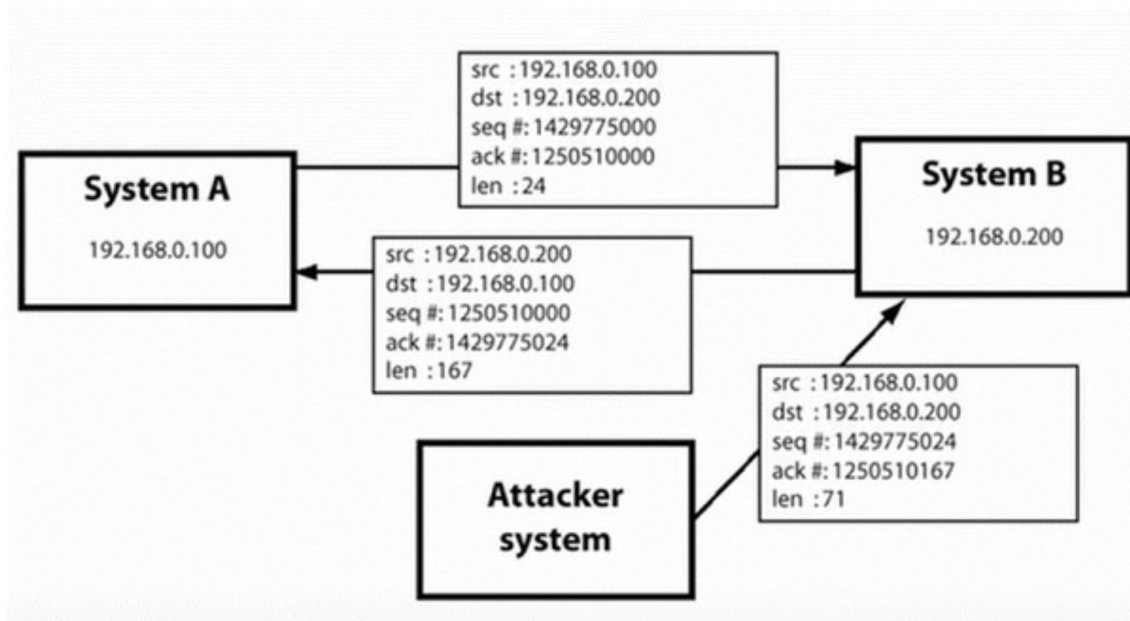 src : 192.168.0.100
dst : 192.168.0.200
seq #: 1429775000
ack #: 1250510000
len : 24
System A
192.168.0.100
System B
192.168.0.200
src : 192.168.0.200
dst : 192.168.0.100
seq #: 1250510000
ack #: 1429775024
len : 167
src : 192.168.0.100
dst : 192.168.0.200
seq #: 1429775024
ack #: 1250510167
len : 71
Attacker
system